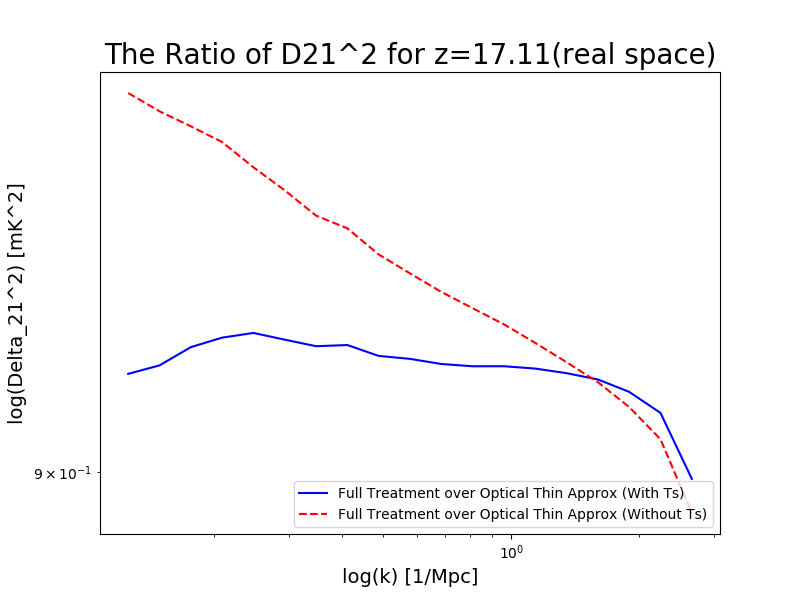 The Ratio of D21^2 for z=17.11(real space)
log(Delta_21^2) [mK^2]
9 × 10⁻¹
Full Treatment over Optical Thin Approx (With Ts)
Full Treatment over Optical Thin Approx (Without Ts)
10⁰
log(k) [1/Mpc]